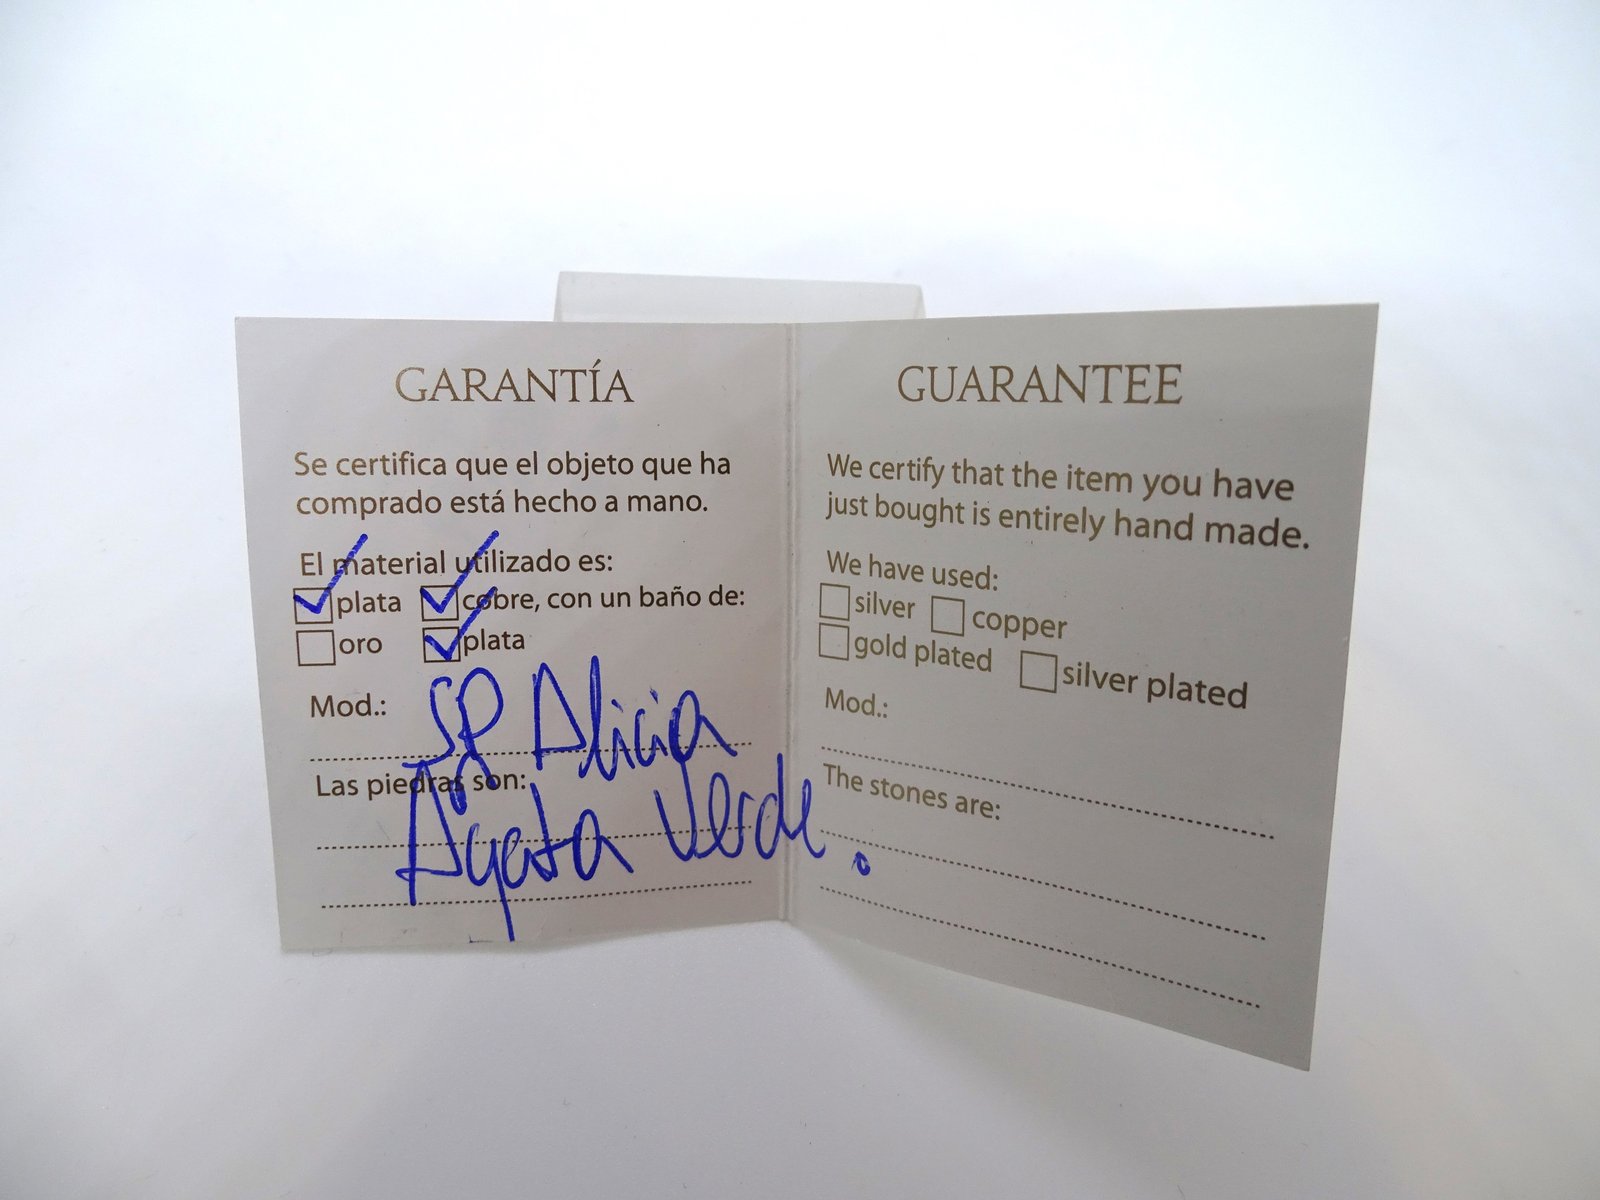 GARANTÍA
Se certifica que el objeto que ha
comprado está hecho a mano.
El material utilizado es:
plata cobre, con un baño de:
oro plata
Mod.: SP Alicia
Las piedras son:
Agata Verde.
GUARANTEE
We certify that the item you have
just bought is entirely hand made.
We have used:
silver copper
gold plated silver plated
Mod.:
The stones are: